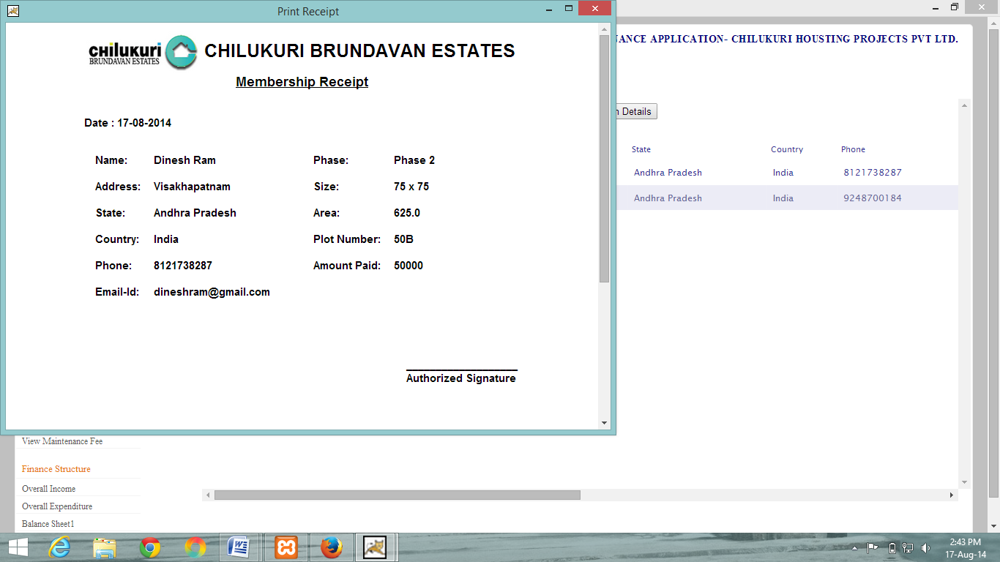 Print Receipt
chilukuri
BRUNDAVAN ESTATES
CHILUKURI BRUNDAVAN ESTATES
Membership Receipt
Date : 17-08-2014
Name: Dinesh Ram Phase: Phase 2
Address: Visakhapatnam Size: 75 x 75
State: Andhra Pradesh Area: 625.0
Country: India Plot Number: 50B
Phone: 8121738287 Amount Paid: 50000
Email-Id: dineshram@gmail.com
Authorized Signature
APPLICATION- CHILUKURI HOUSTING PROJECTS PVT LTD.
Details
State Country Phone
Andhra Pradesh India 8121738287
Andhra Pradesh India 9248700184
View Maintenance Fee
Finance Structure
Overall Income
Overall Expenditure
Balance Sheet1
2:43 PM
17-Aug-14